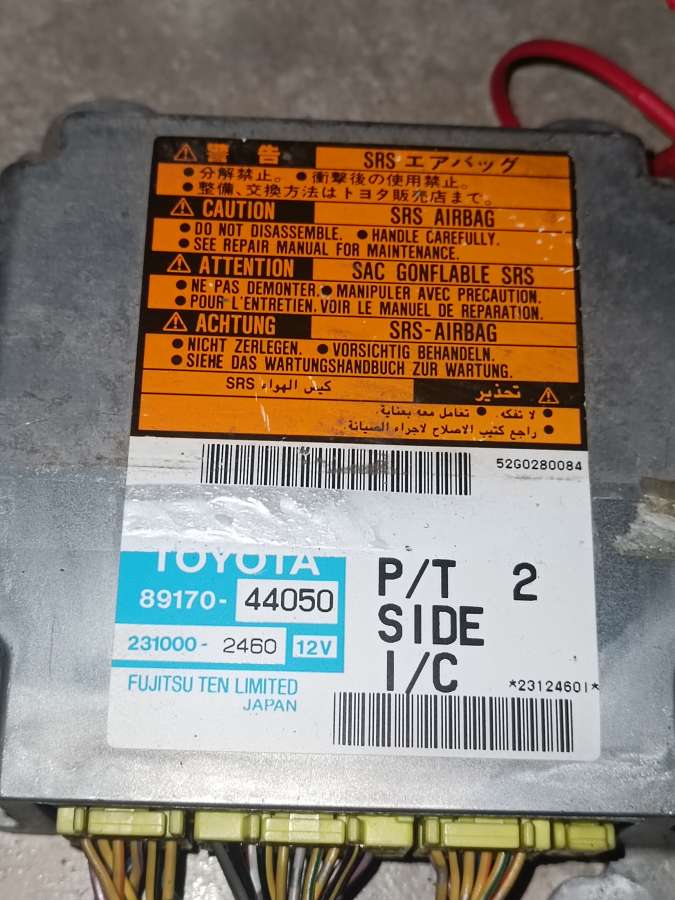 警告 SRS エアバッグ
● 分解禁止。 ● 衝撃後の使用禁止。
● 整備、交換方法はトヨタ販売店まで。
CAUTION SRS AIRBAG
● DO NOT DISASSEMBLE. ● HANDLE CAREFULLY.
● SEE REPAIR MANUAL FOR MAINTENANCE.
ATTENTION SAC GONFLABLE SRS
● NE PAS DEMONTER. ● MANIPULER AVEC PRECAUTION.
● POUR L'ENTRETIEN. VOIR LE MANUEL DE REPARATION.
ACHTUNG SRS-AIRBAG
● NICHT ZERLEGEN. ● VORSICHTIG BEHANDELN.
● SIEHE DAS WARTUNGSHANDBUCH ZUR WARTUNG.
تحذير كيس الهواء SRS
● لا تفكه. ● تعامل معه بعناية.
● راجع كتيب الاصلاح لاجراء الصيانة.
52G0280084
TOYOTA
89170- 44050
231000- 2460 12V
FUJITSU TEN LIMITED
JAPAN
P/T 2
SIDE
I/C
*23124601*